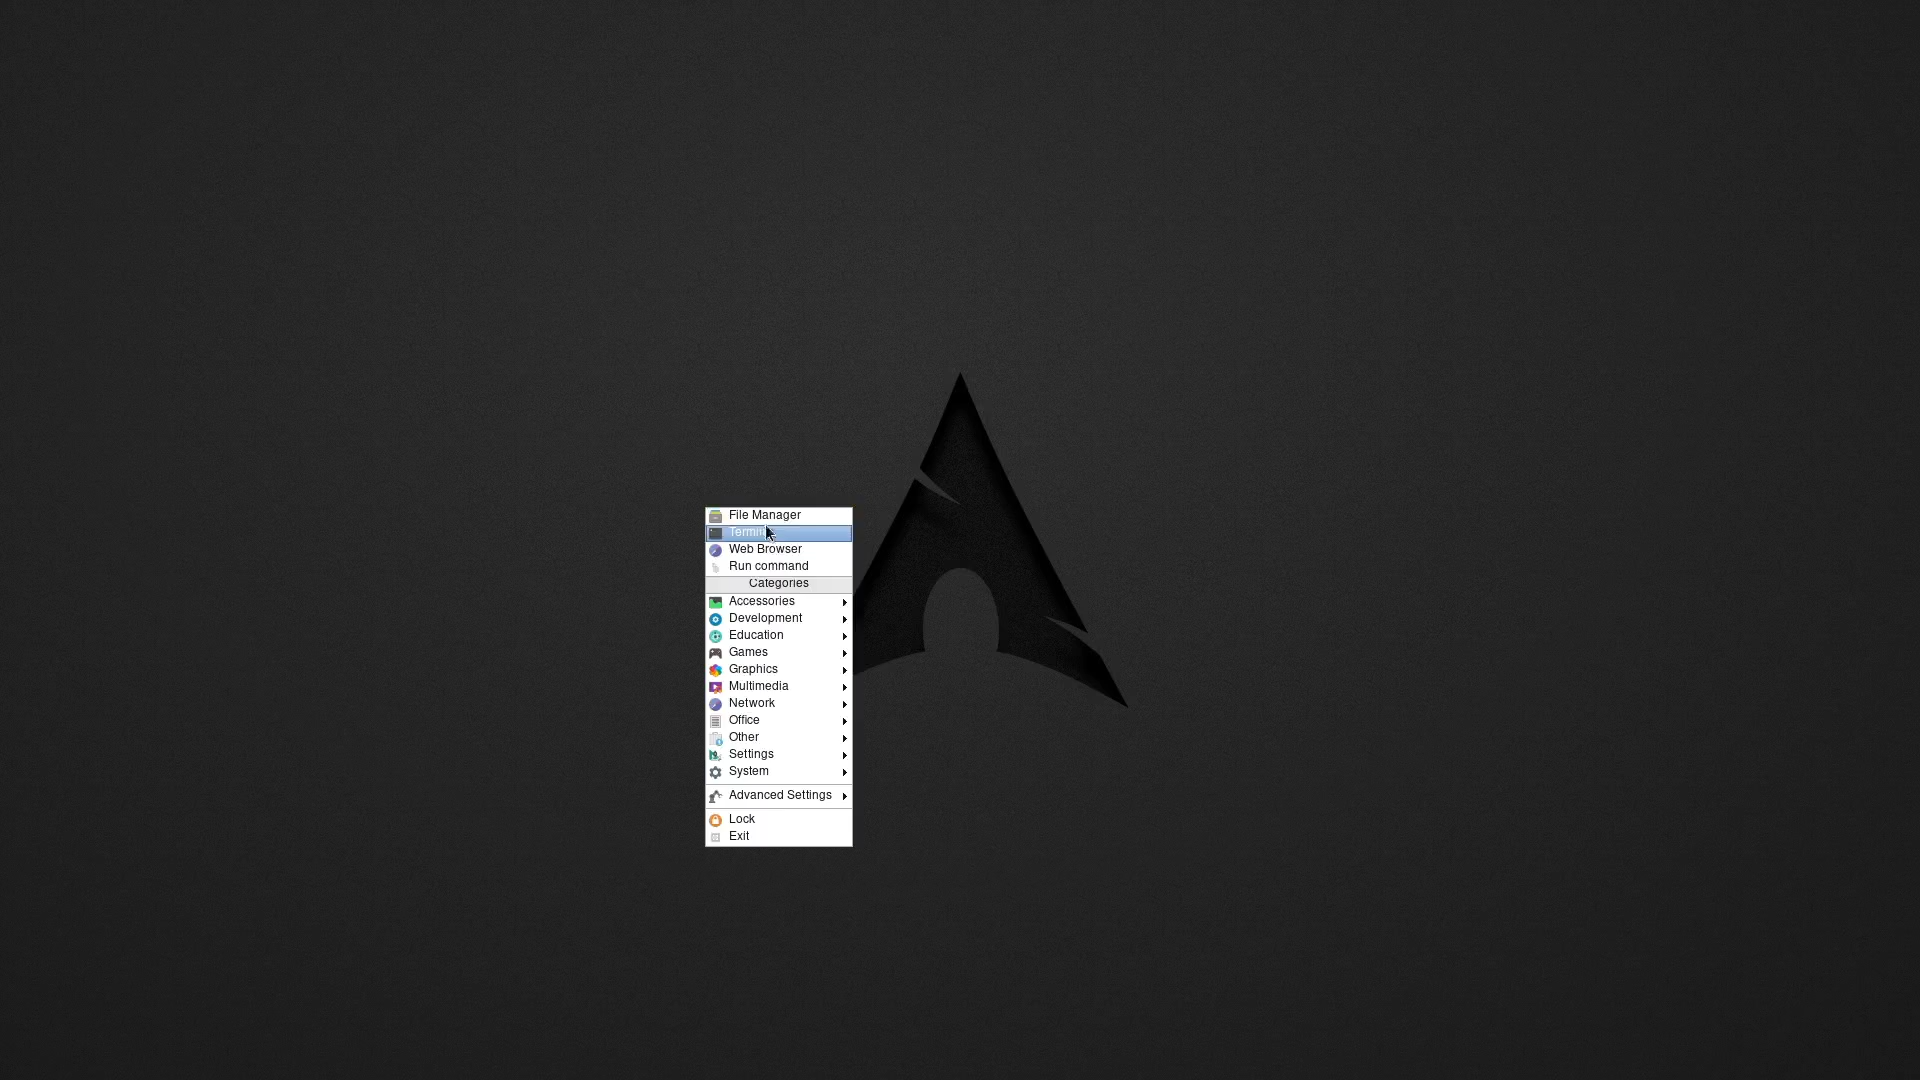 File Manager
Terminal
Web Browser
Run command
Categories
Accessories
Development
Education
Games
Graphics
Multimedia
Network
Office
Other
Settings
System
Advanced Settings
Lock
Exit